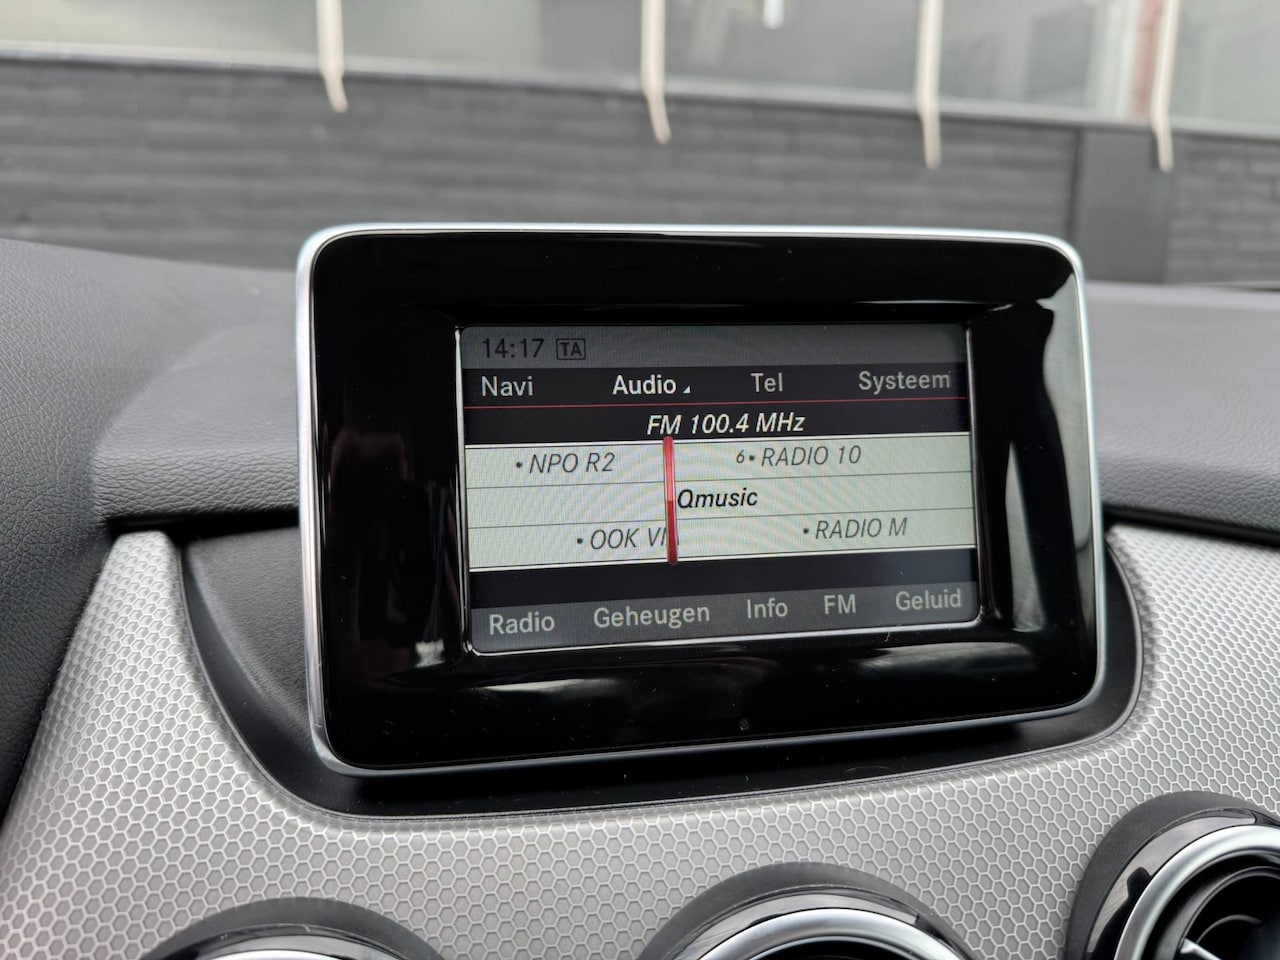 14:17 TA
Navi Audio Tel Systeem
FM 100.4 MHz
• NPO R2 6• RADIO 10
Qmusic
• OOK • RADIO M
Radio Geheugen Info FM Geluid